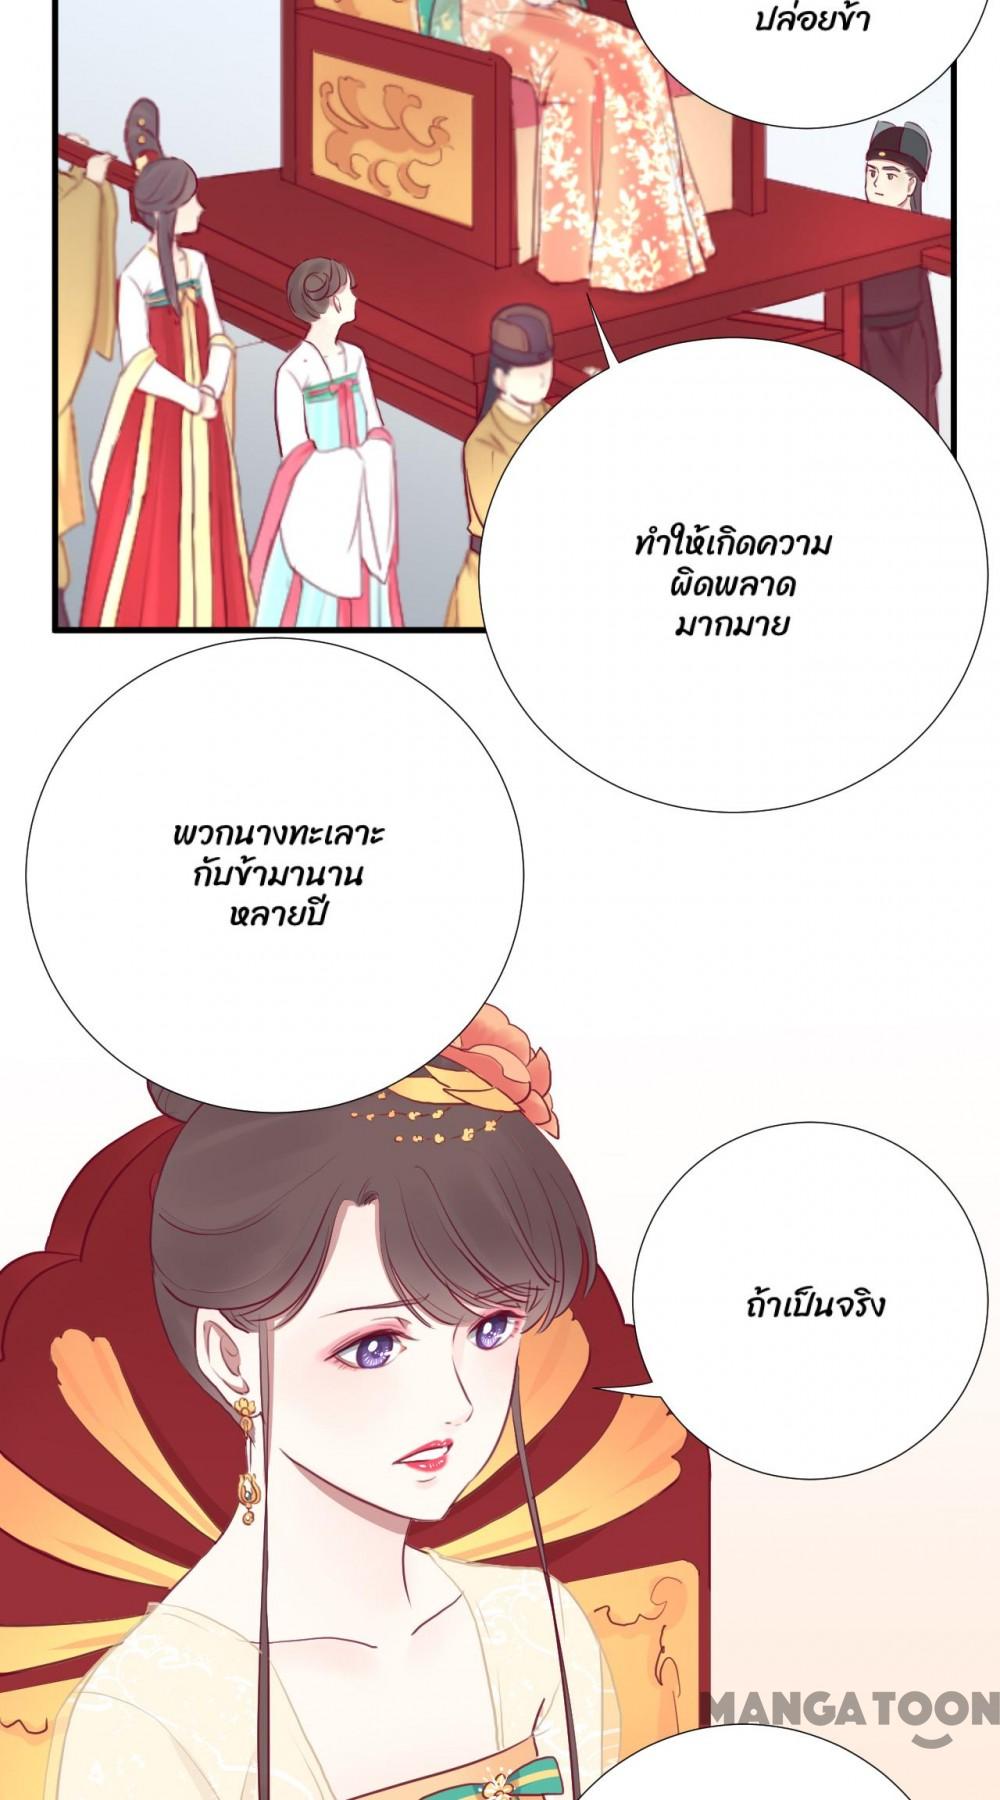 ปล่อยข้า
ทำให้เกิดความ
ผิดพลาด
มากมาย
พวกนางทะเลาะ
กับข้ามานาน
หลายปี
ถ้าเป็นจริง
MANGATOON